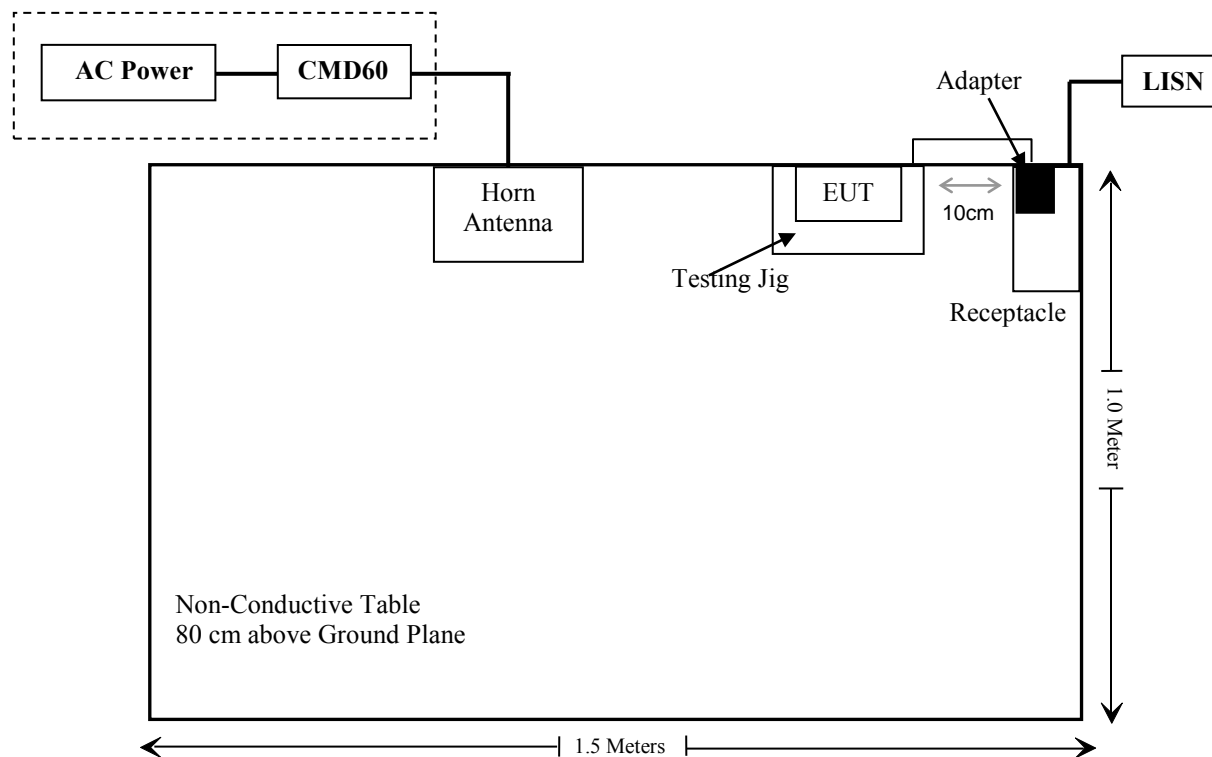 AC Power
CMD60
Adapter
LISN
Horn
Antenna
EUT
10cm
Testing Jig
Receptacle
1.0 Meter
Non-Conductive Table
80 cm above Ground Plane
1.5 Meters